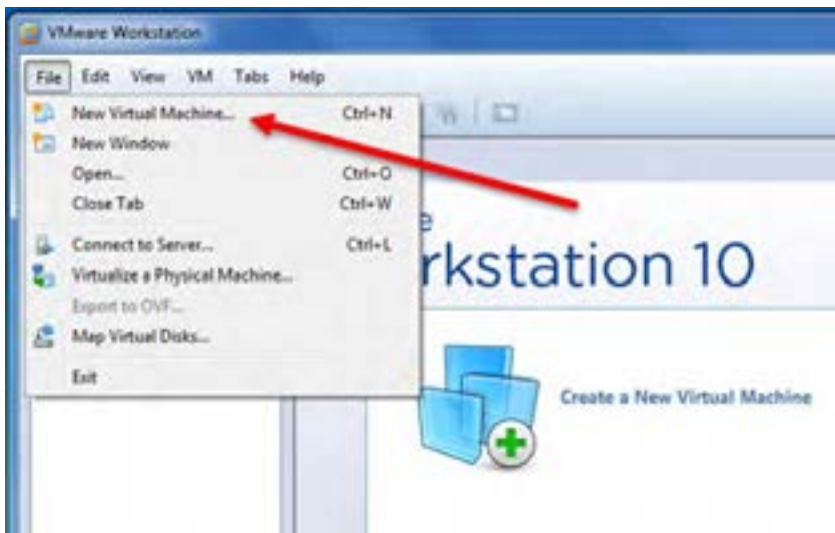 VMware Workstation
File Edit View VM Tabs Help
New Virtual Machine... Ctrl+N
New Window
Open... Ctrl+O
Close Tab Ctrl+W
Connect to Server... Ctrl+L
Virtualize a Physical Machine...
Export to OVF...
Map Virtual Disks...
Exit
e
rkstation 10
Create a New Virtual Machine